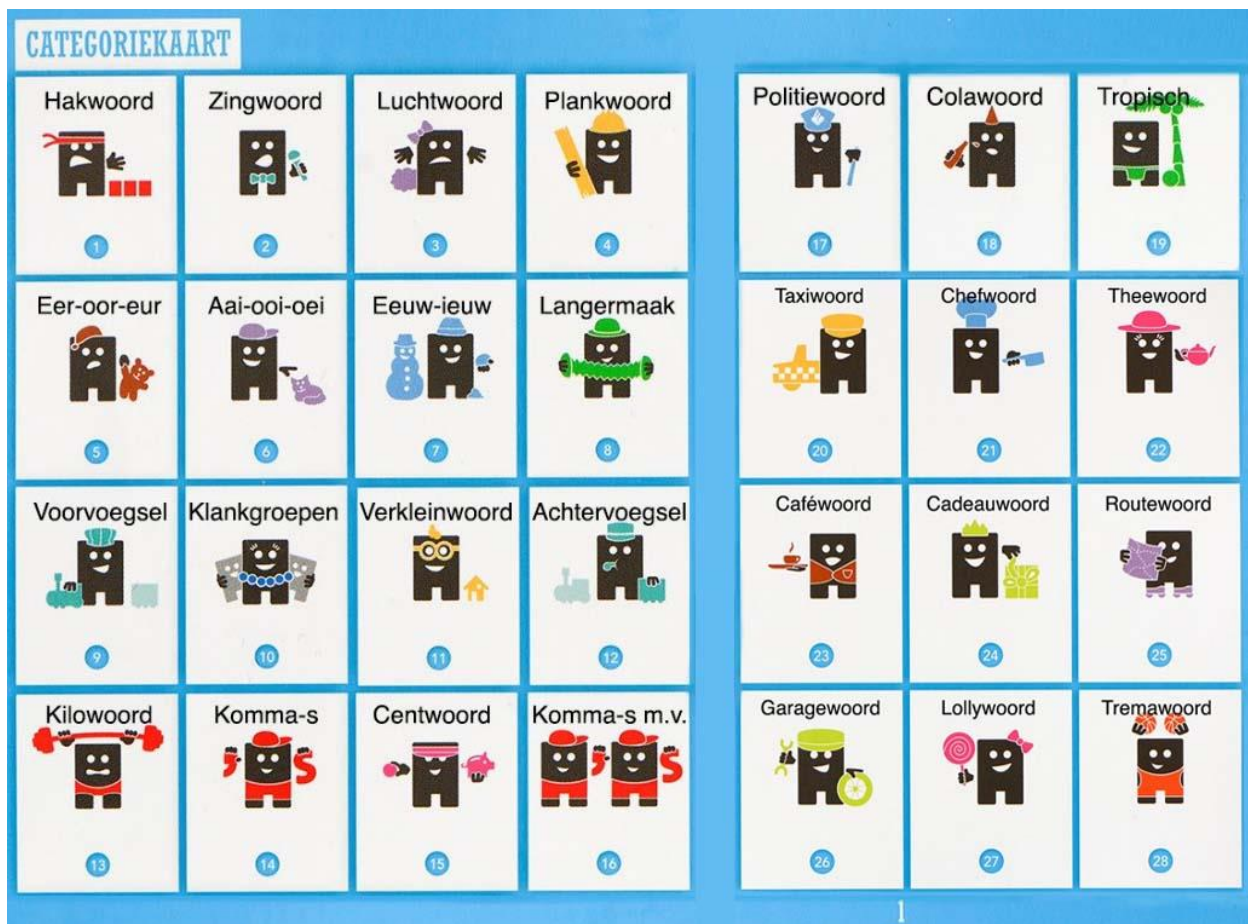 CATEGORIEKAART
Hakwoord
1
Zingwoord
2
Luchtwoord
3
Plankwoord
4
Eer-oor-eur
5
Aai-ooi-oei
6
Eeuw-ieuw
7
Langermaak
8
Voorvoegsel
9
Klankgroepen
10
Verkleinwoord
11
Achtervoegsel
12
Kilowoord
13
Komma-s
14
Centwoord
15
Komma-s m.v.
16
Politiewoord
17
Colawoord
18
Tropisch
19
Taxiwoord
20
Chefwoord
21
Theewoord
22
Caféwoord
23
Cadeauwoord
24
Routewoord
25
Garagewoord
26
Lollywoord
27
Tremawoord
28
1